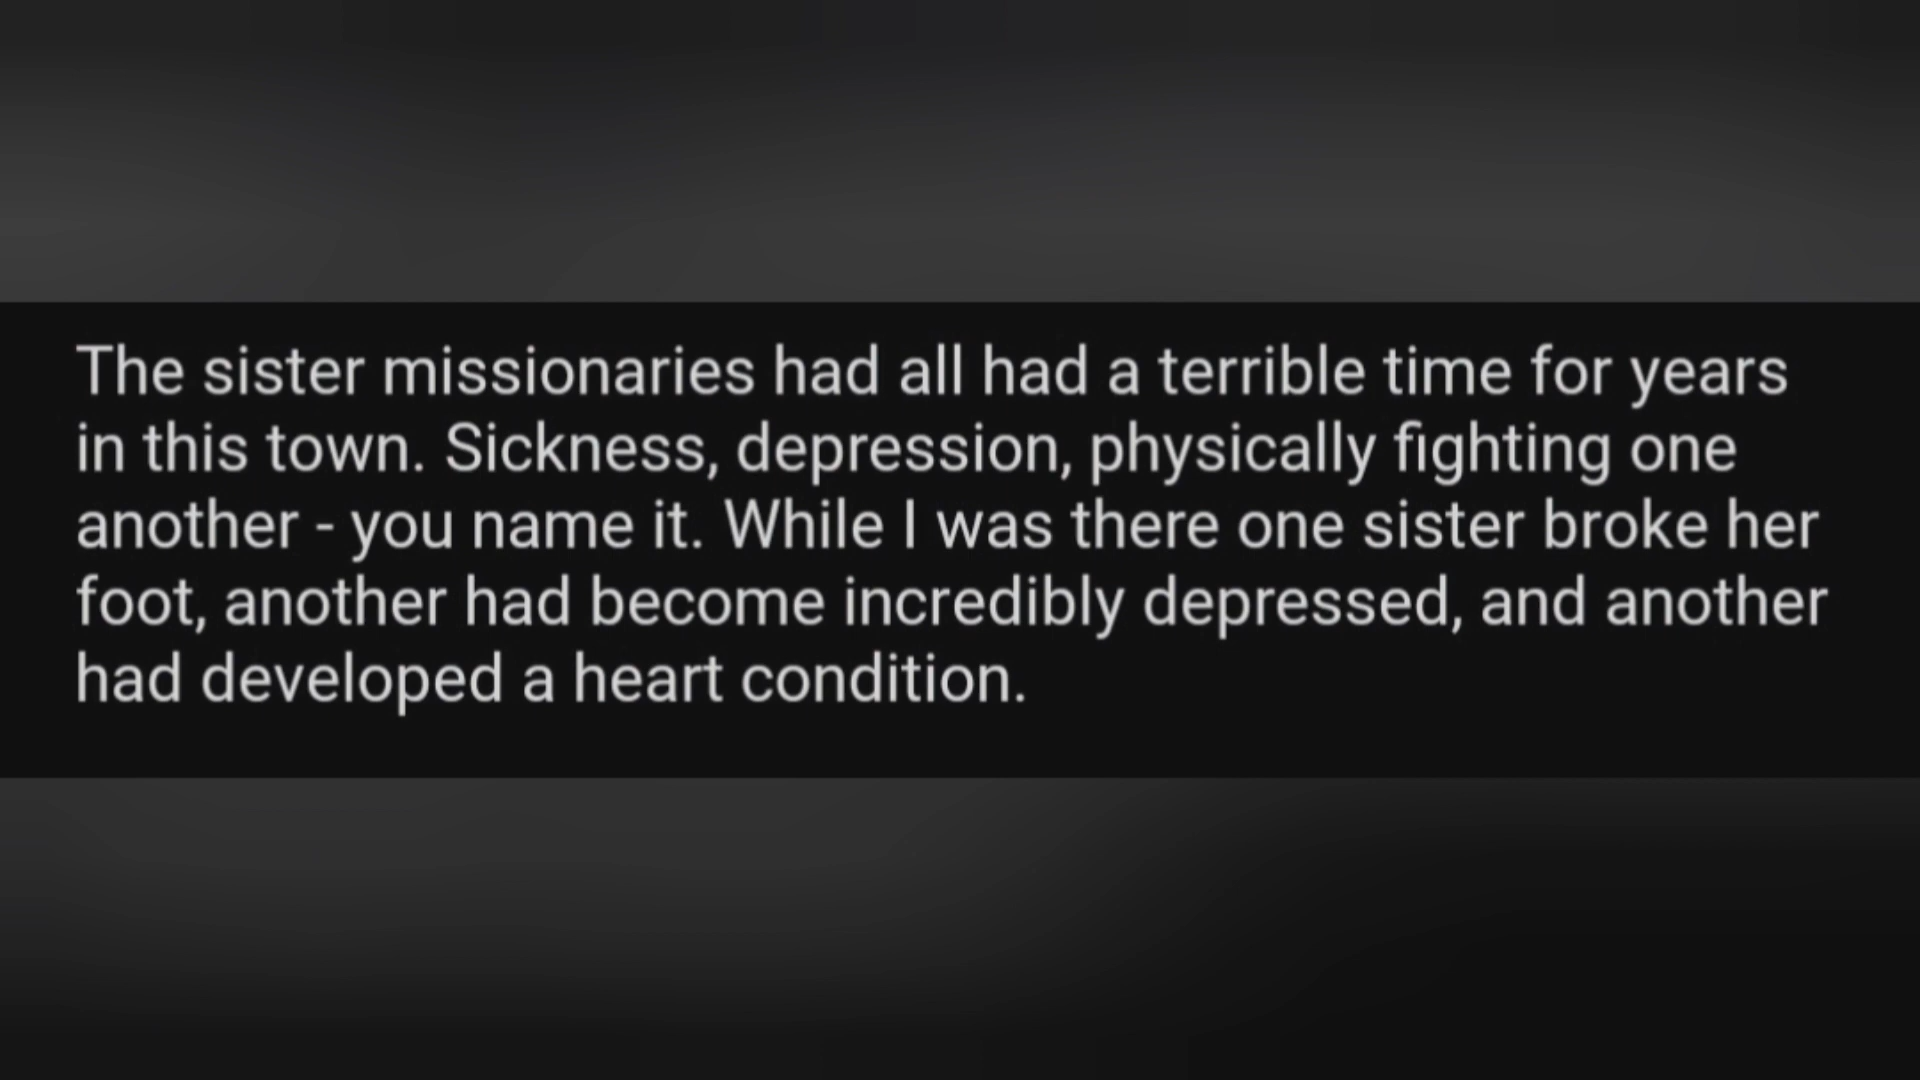 The sister missionaries had all had a terrible time for years
in this town. Sickness, depression, physically fighting one
another - you name it. While I was there one sister broke her
foot, another had become incredibly depressed, and another
had developed a heart condition.